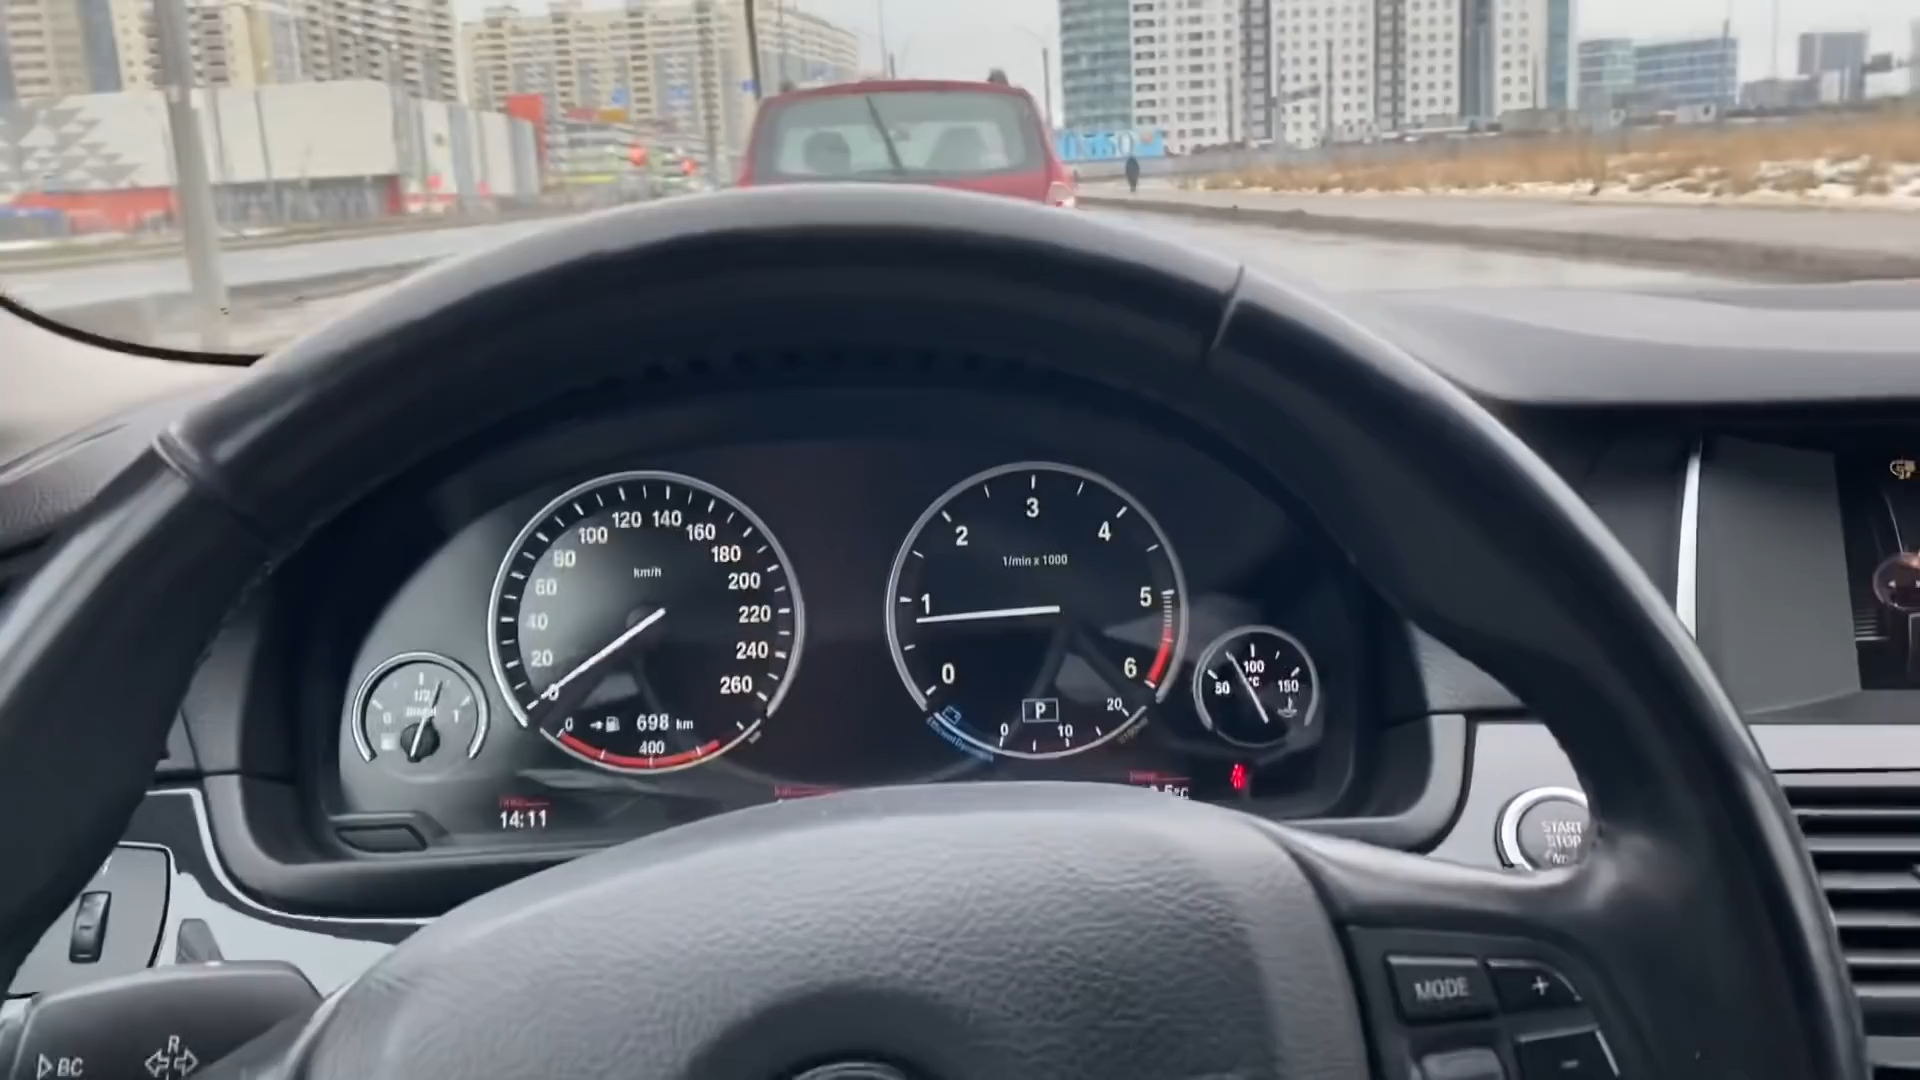 120 140
100 160
80 180
60 200
40 220
20 240
0 260
km/h
0 698 km
400
1/2
0 1
Diesel
14:11
3
2 4
1/min x 1000
1 5
0 6
P
0 10 20
100
°C
50 150
START
STOP
MODE
+
-
R
BC